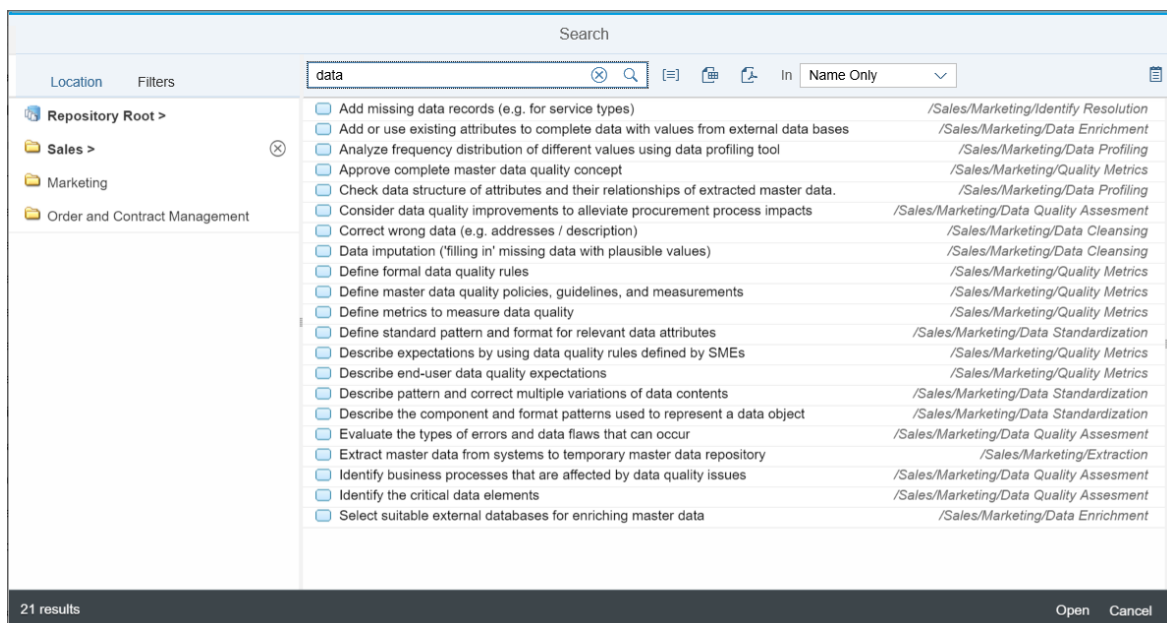 Search
Location Filters
data In Name Only
Repository Root >
Sales >
Marketing
Order and Contract Management
Add missing data records (e.g. for service types) /Sales/Marketing/Identify Resolution
Add or use existing attributes to complete data with values from external data bases /Sales/Marketing/Data Enrichment
Analyze frequency distribution of different values using data profiling tool /Sales/Marketing/Data Profiling
Approve complete master data quality concept /Sales/Marketing/Quality Metrics
Check data structure of attributes and their relationships of extracted master data. /Sales/Marketing/Data Profiling
Consider data quality improvements to alleviate procurement process impacts /Sales/Marketing/Data Quality Assesment
Correct wrong data (e.g. addresses / description) /Sales/Marketing/Data Cleansing
Data imputation ('filling in' missing data with plausible values) /Sales/Marketing/Data Cleansing
Define formal data quality rules /Sales/Marketing/Quality Metrics
Define master data quality policies, guidelines, and measurements /Sales/Marketing/Quality Metrics
Define metrics to measure data quality /Sales/Marketing/Quality Metrics
Define standard pattern and format for relevant data attributes /Sales/Marketing/Data Standardization
Describe expectations by using data quality rules defined by SMEs /Sales/Marketing/Quality Metrics
Describe end-user data quality expectations /Sales/Marketing/Quality Metrics
Describe pattern and correct multiple variations of data contents /Sales/Marketing/Data Standardization
Describe the component and format patterns used to represent a data object /Sales/Marketing/Data Standardization
Evaluate the types of errors and data flaws that can occur /Sales/Marketing/Data Quality Assesment
Extract master data from systems to temporary master data repository /Sales/Marketing/Extraction
Identify business processes that are affected by data quality issues /Sales/Marketing/Data Quality Assesment
Identify the critical data elements /Sales/Marketing/Data Quality Assesment
Select suitable external databases for enriching master data /Sales/Marketing/Data Enrichment
21 results Open Cancel